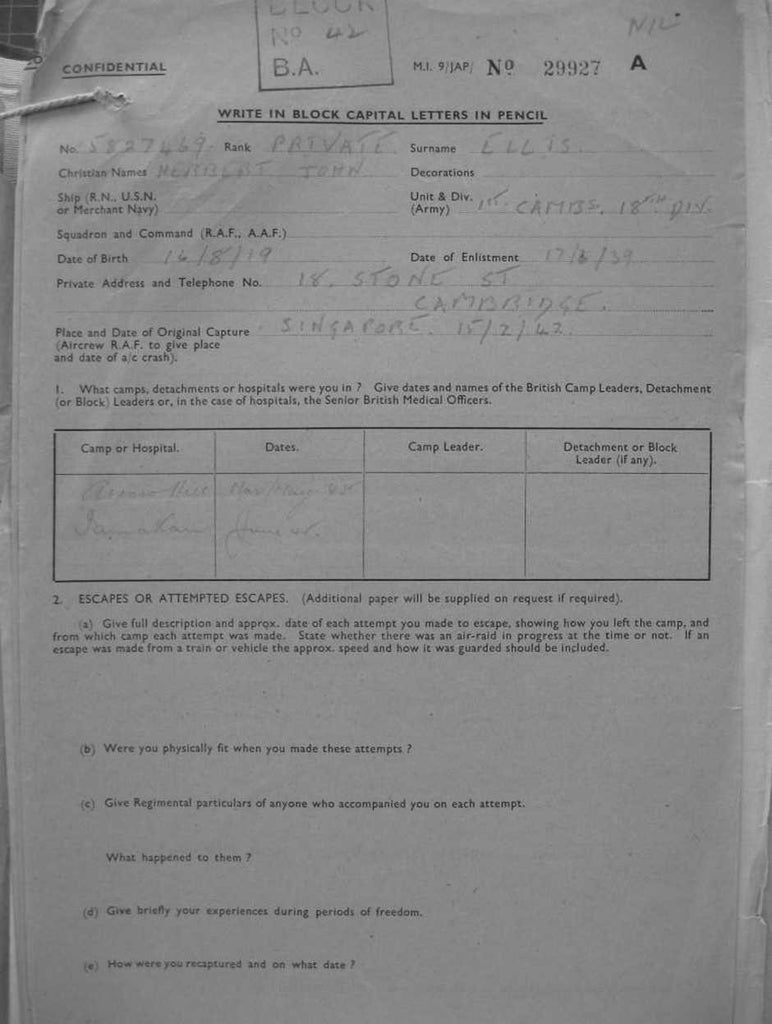 BLOCK
No 42
B.A.
NIL
CONFIDENTIAL
M.I. 9/JAP/ No 29927 A
WRITE IN BLOCK CAPITAL LETTERS IN PENCIL
No. 5827469. Rank PRIVATE. Surname ELLIS.
Christian Names HERBERT JOHN Decorations
Ship (R.N., U.S.N. or Merchant Navy)
Unit & Div. (Army) 1ST CAMBS. 18TH DIV.
Squadron and Command (R.A.F., A.A.F.)
Date of Birth 16/8/19 Date of Enlistment 17/ /39
Private Address and Telephone No. 18, STONE ST
CAMBRIDGE.
Place and Date of Original Capture SINGAPORE. 15/2/42.
(Aircrew R.A.F. to give place
and date of a/c crash).
1. What camps, detachments or hospitals were you in ? Give dates and names of the British Camp Leaders, Detachment
(or Block) Leaders or, in the case of hospitals, the Senior British Medical Officers.
Camp or Hospital. Dates. Camp Leader. Detachment or Block
Leader (if any).
Hill
Tamarkan June
2. ESCAPES OR ATTEMPTED ESCAPES. (Additional paper will be supplied on request if required).
(a) Give full description and approx. date of each attempt you made to escape, showing how you left the camp, and
from which camp each attempt was made. State whether there was an air-raid in progress at the time or not. If an
escape was made from a train or vehicle the approx. speed and how it was guarded should be included.
(b) Were you physically fit when you made these attempts ?
(c) Give Regimental particulars of anyone who accompanied you on each attempt.
What happened to them ?
(d) Give briefly your experiences during periods of freedom.
(e) How were you recaptured and on what date ?